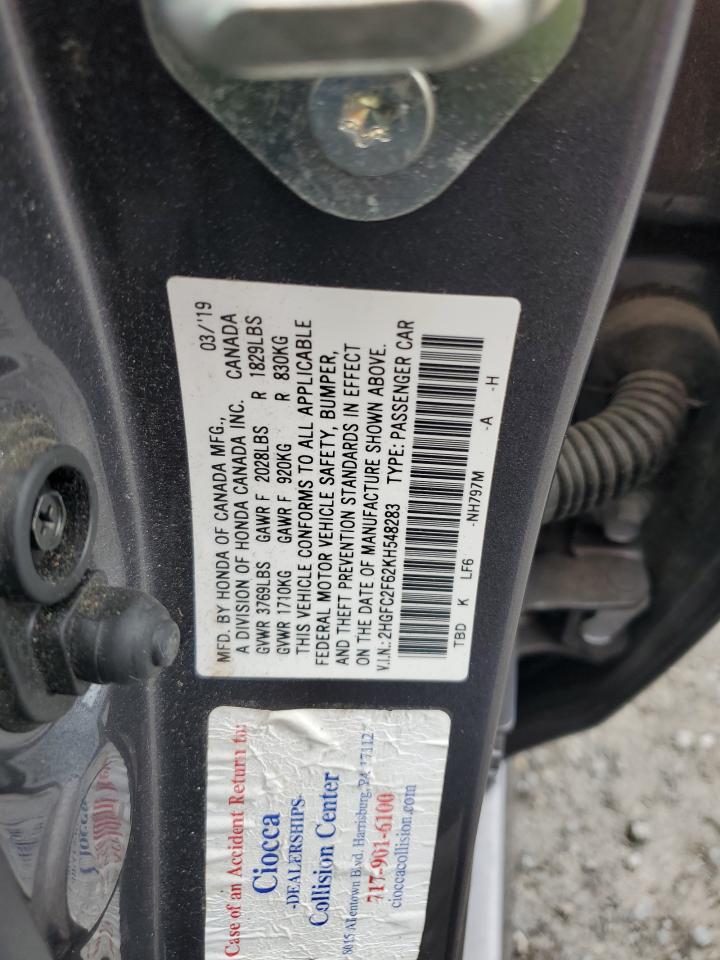 03/'19
MFD. BY HONDA OF CANADA MFG.,
A DIVISION OF HONDA CANADA INC. CANADA
GVWR 3769LBS GAWR F 2028LBS R 1829LBS
GVWR 1710KG GAWR F 920KG R 830KG
THIS VEHICLE CONFORMS TO ALL APPLICABLE
FEDERAL MOTOR VEHICLE SAFETY, BUMPER,
AND THEFT PREVENTION STANDARDS IN EFFECT
ON THE DATE OF MANUFACTURE SHOWN ABOVE.
V.I.N.: 2HGFC2F62KH548283 TYPE: PASSENGER CAR
TBD K LF6 -NH797M -A -H
Case of an Accident Return to:
Ciocca
-DEALERSHIPS-
Collision Center
Allentown Blvd. Harrisburg, PA 17112
717-901-6100
cioccacollision.com